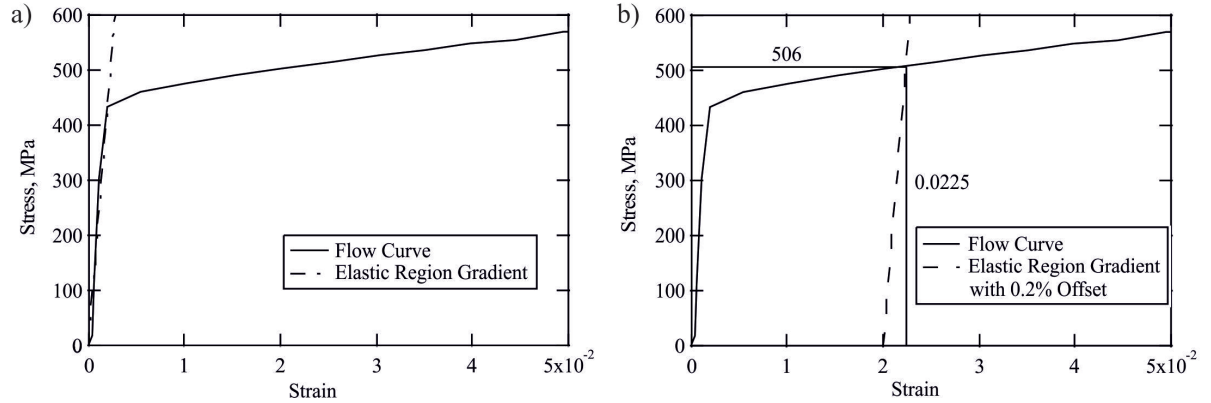 a)
600
500
400
300
200
100
0
Stress, MPa
0
1
2
3
4
5x10-2
Strain
Flow Curve
Elastic Region Gradient
b)
600
500
400
300
200
100
0
Stress, MPa
506
0.0225
0
1
2
3
4
5x10-2
Strain
Flow Curve
Elastic Region Gradient
with 0.2% Offset